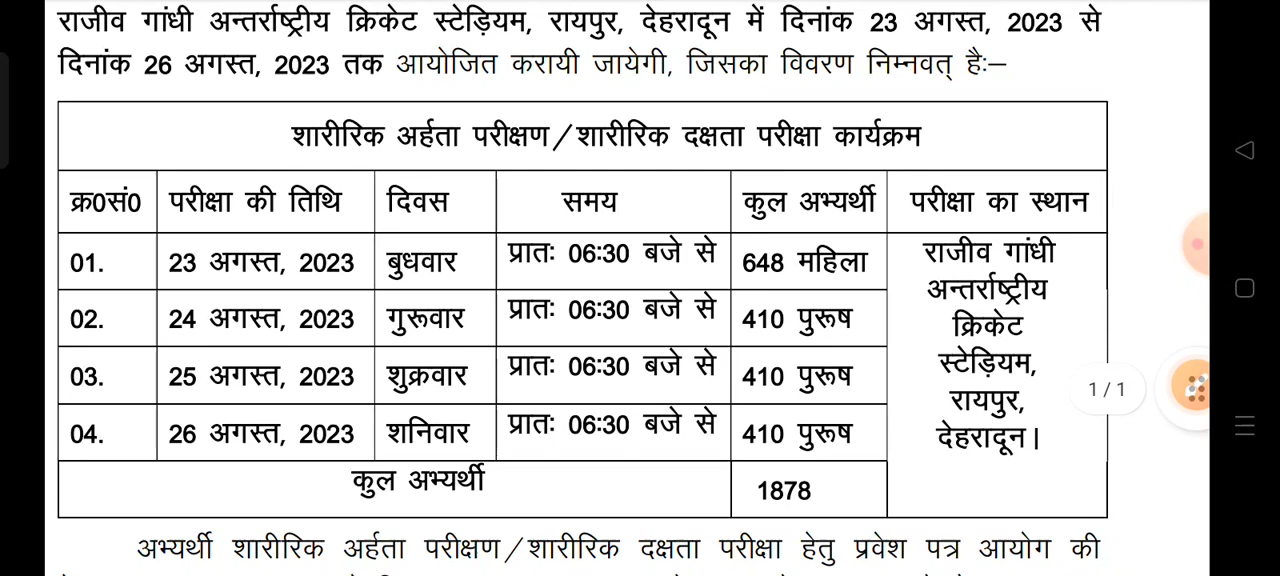 राजीव गांधी अन्तर्राष्ट्रीय क्रिकेट स्टेड़ियम, रायपुर, देहरादून में दिनांक 23 अगस्त, 2023 से
दिनांक 26 अगस्त, 2023 तक आयोजित करायी जायेगी, जिसका विवरण निम्नवत् हैः–
शारीरिक अर्हता परीक्षण/शारीरिक दक्षता परीक्षा कार्यक्रम
क्र0सं0 परीक्षा की तिथि दिवस समय कुल अभ्यर्थी परीक्षा का स्थान
01. 23 अगस्त, 2023 बुधवार प्रातः 06:30 बजे से 648 महिला
02. 24 अगस्त, 2023 गुरूवार प्रातः 06:30 बजे से 410 पुरूष
03. 25 अगस्त, 2023 शुक्रवार प्रातः 06:30 बजे से 410 पुरूष
04. 26 अगस्त, 2023 शनिवार प्रातः 06:30 बजे से 410 पुरूष
राजीव गांधी
अन्तर्राष्ट्रीय
क्रिकेट
स्टेड़ियम,
रायपुर,
देहरादून।
कुल अभ्यर्थी 1878
1/1
अभ्यर्थी शारीरिक अर्हता परीक्षण/शारीरिक दक्षता परीक्षा हेतु प्रवेश पत्र आयोग की